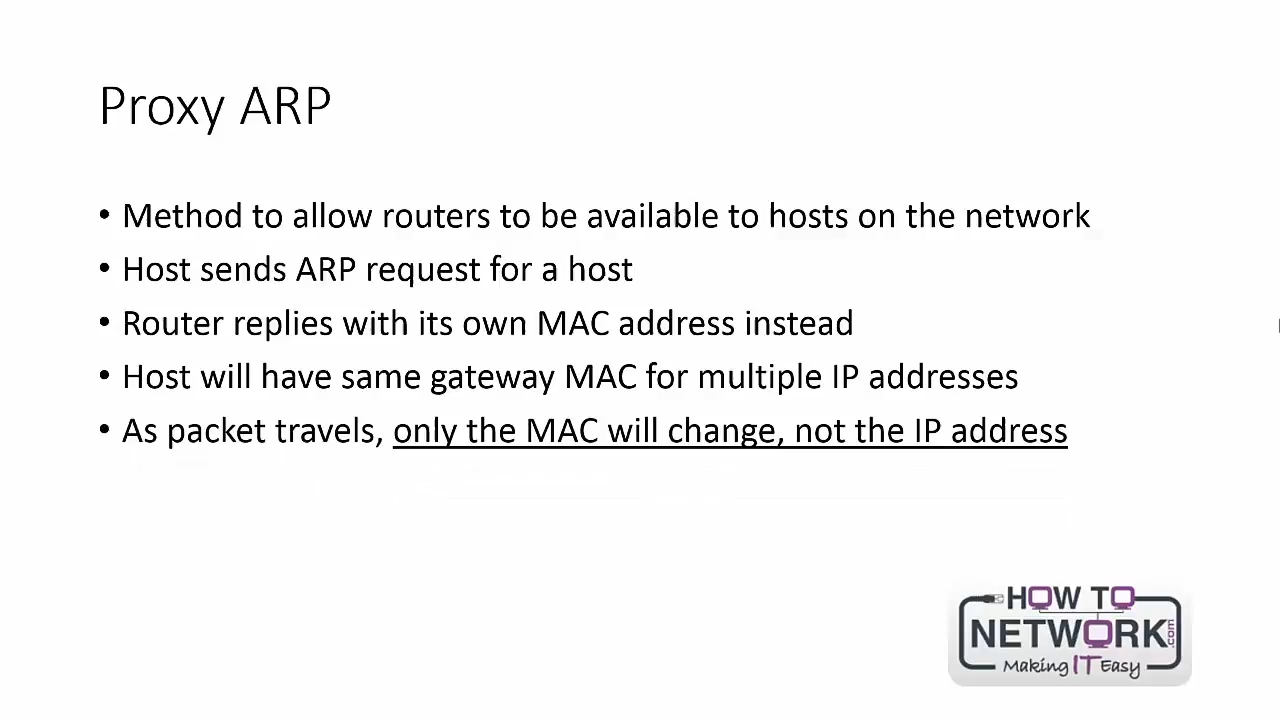 Proxy ARP
• Method to allow routers to be available to hosts on the network
• Host sends ARP request for a host
• Router replies with its own MAC address instead
• Host will have same gateway MAC for multiple IP addresses
• As packet travels, only the MAC will change, not the IP address
HOW TO
NETWORK.com
Making IT Easy